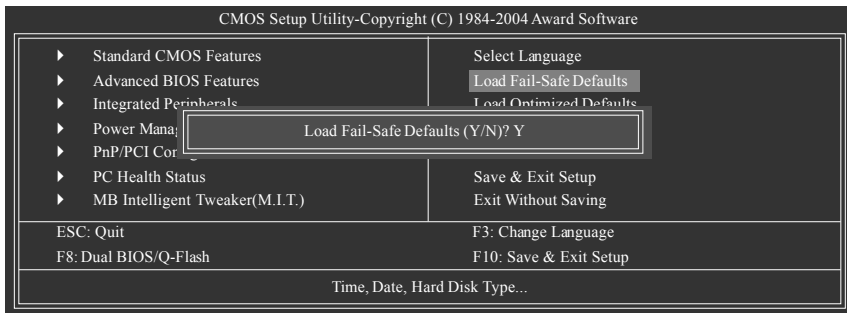 CMOS Setup Utility-Copyright (C) 1984-2004 Award Software
Standard CMOS Features
Advanced BIOS Features
Integrated Peripherals
Power
PnP/PCI
PC Health Status
MB Intelligent Tweaker(M.I.T.)
Select Language
Load Fail-Safe Defaults
Load Optimized Defaults
Save & Exit Setup
Exit Without Saving
Load Fail-Safe Defaults (Y/N)? Y
ESC: Quit
F3: Change Language
F8: Dual BIOS/Q-Flash
F10: Save & Exit Setup
Time, Date, Hard Disk Type...